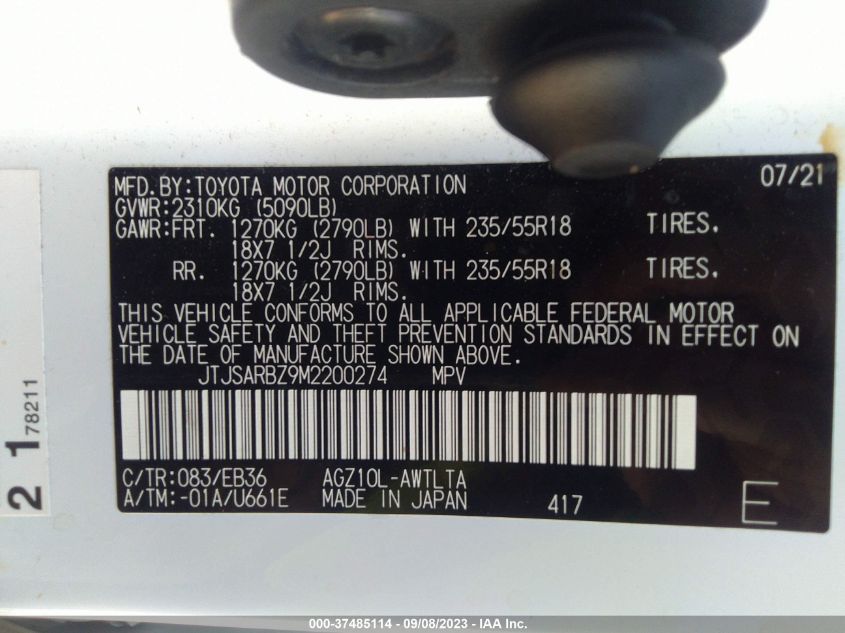 MFD.BY:TOYOTA MOTOR CORPORATION 07/21
GVWR:2310KG (5090LB)
GAWR:FRT. 1270KG (2790LB) WITH 235/55R18 TIRES.
18X7 1/2J RIMS.
RR. 1270KG (2790LB) WITH 235/55R18 TIRES.
18X7 1/2J RIMS.
THIS VEHICLE CONFORMS TO ALL APPLICABLE FEDERAL MOTOR
VEHICLE SAFETY AND THEFT PREVENTION STANDARDS IN EFFECT ON
THE DATE OF MANUFACTURE SHOWN ABOVE.
JTJSARBZ9M2200274 MPV
C/TR:083/EB36 AGZ10L-AWTLTA
A/TM:-01A/U661E MADE IN JAPAN 417 E
2 1 78211
000-37485114 - 09/08/2023 - IAA Inc.